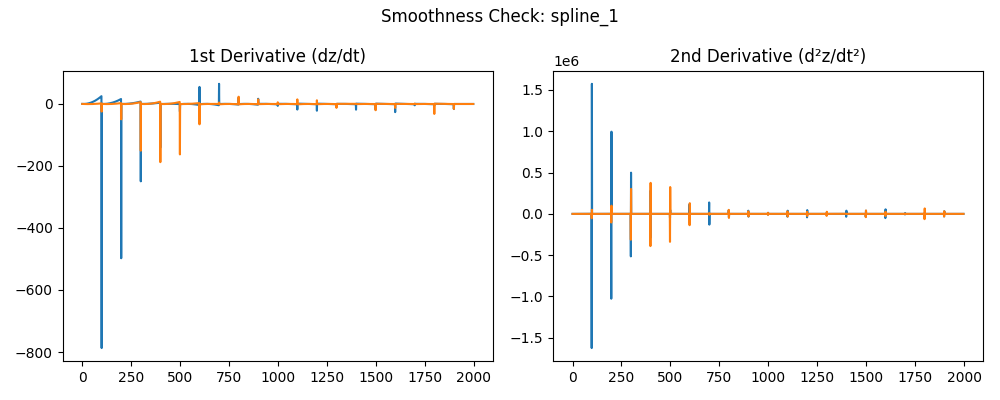 Smoothness Check: spline_1
1st Derivative (dz/dt)
0
−200
−400
−600
−800
0 250 500 750 1000 1250 1500 1750 2000
2nd Derivative (d²z/dt²)
1e6
1.5
1.0
0.5
0.0
−0.5
−1.0
−1.5
0 250 500 750 1000 1250 1500 1750 2000